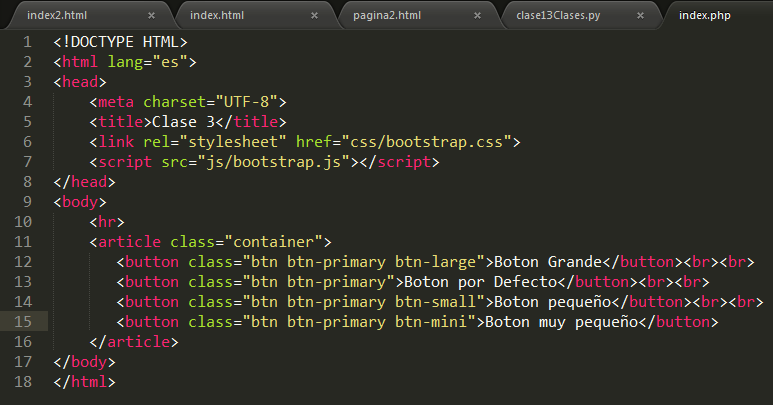 index2.html × index.html × pagina2.html × clase13Clases.py × index.php
1 <!DOCTYPE HTML>
2 <html lang="es">
3 <head>
4 <meta charset="UTF-8">
5 <title>Clase 3</title>
6 <link rel="stylesheet" href="css/bootstrap.css">
7 <script src="js/bootstrap.js"></script>
8 </head>
9 <body>
10 <hr>
11 <article class="container">
12 <button class="btn btn-primary btn-large">Boton Grande</button><br><br>
13 <button class="btn btn-primary">Boton por Defecto</button><br><br>
14 <button class="btn btn-primary btn-small">Boton pequeño</button><br><br>
15 <button class="btn btn-primary btn-mini">Boton muy pequeño</button>
16 </article>
17 </body>
18 </html>